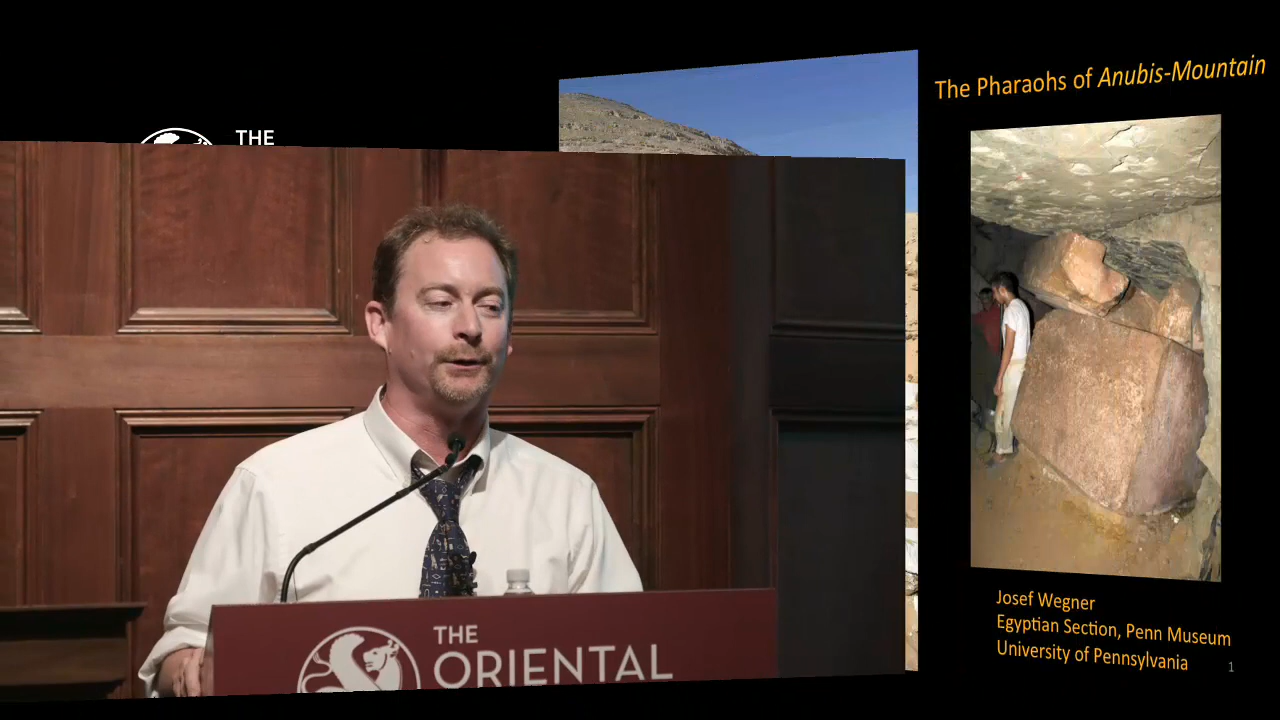 THE
The Pharaohs of Anubis-Mountain
THE
ORIENTAL
Josef Wegner
Egyptian Section, Penn Museum
University of Pennsylvania
1